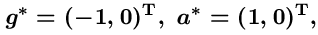 g* = (−1, 0)ᵀ, a* = (1, 0)ᵀ,